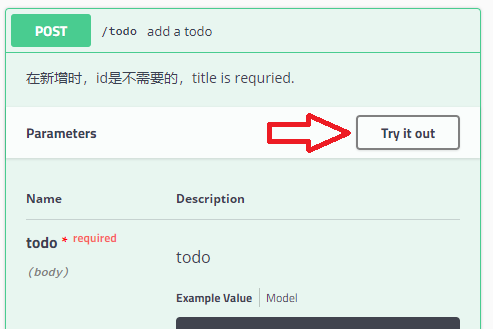 POST /todo add a todo
在新增时，id是不需要的，title is requried.
Parameters Try it out
Name Description
todo * required todo
(body)
Example Value Model